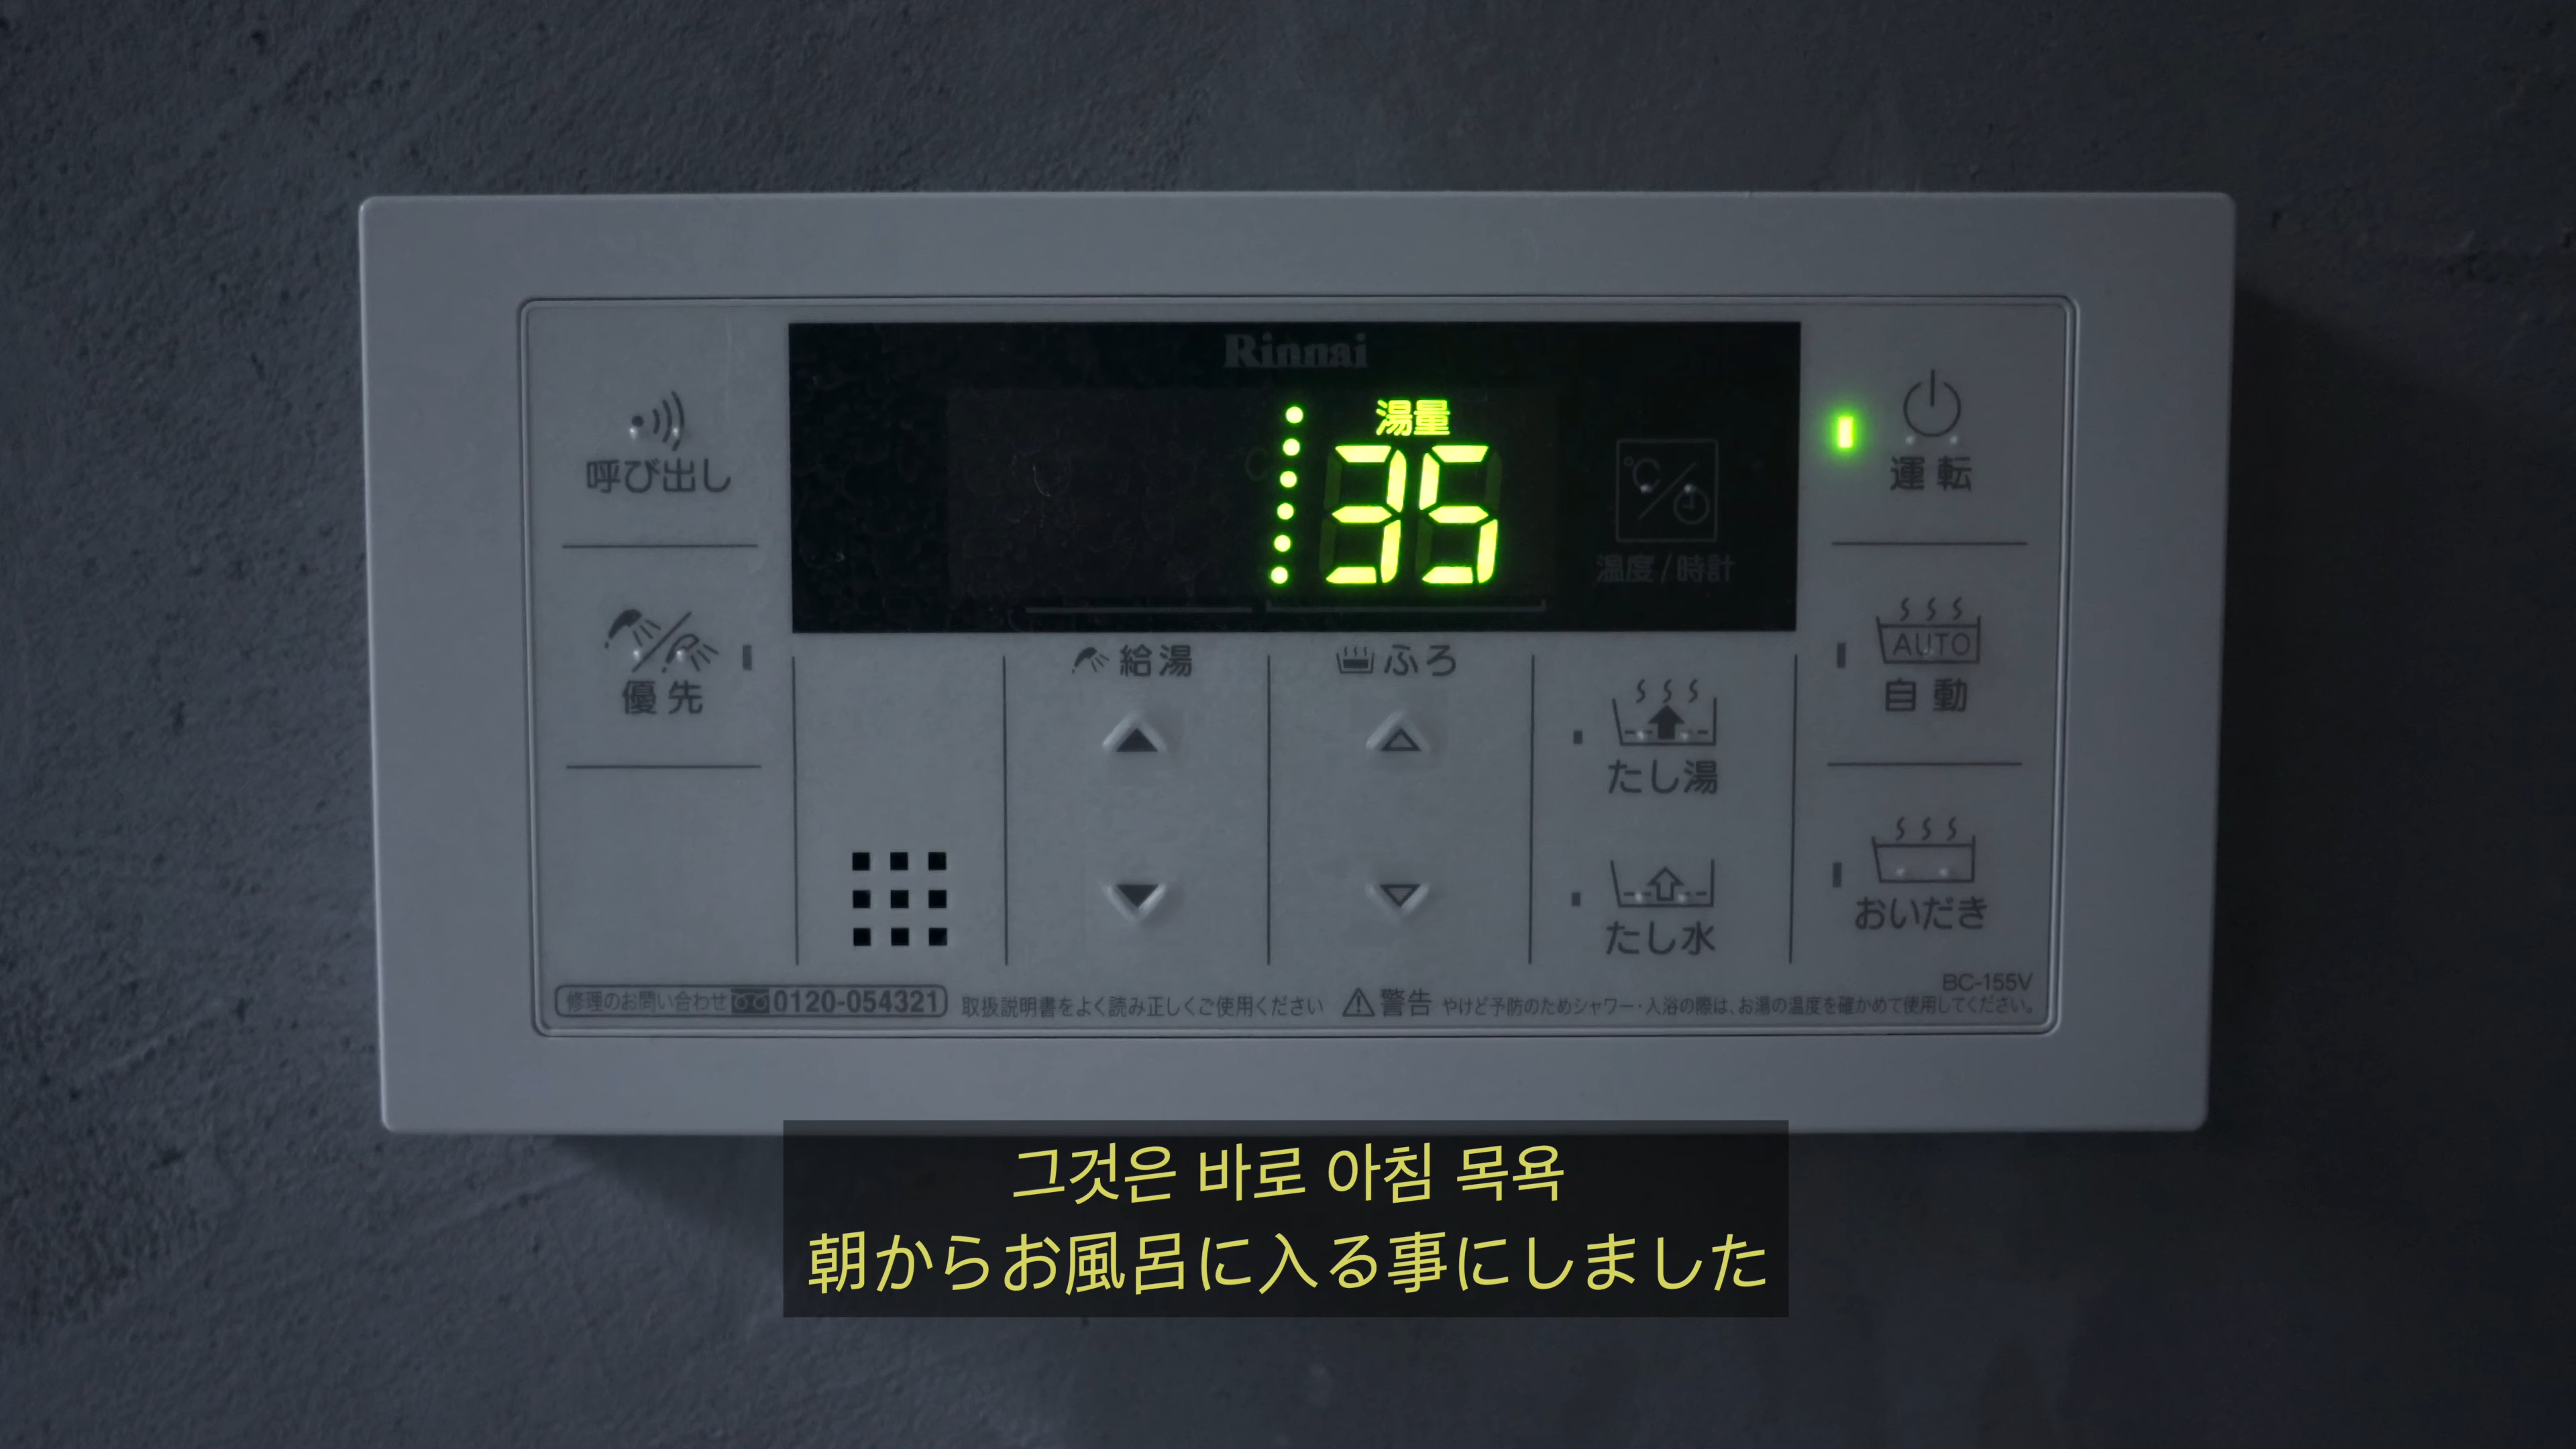 Rinnai
湯量
35
℃
温度/時計
呼び出し
優先
給湯
ふろ
たし湯
たし水
運転
AUTO
自動
おいだき
BC-155V
修理のお問い合わせ 0120-054321 取扱説明書をよく読み正しくご使用ください 警告 やけど予防のためシャワー・入浴の際は、お湯の温度を確かめて使用してください。
그것은 바로 아침 목욕
朝からお風呂に入る事にしました